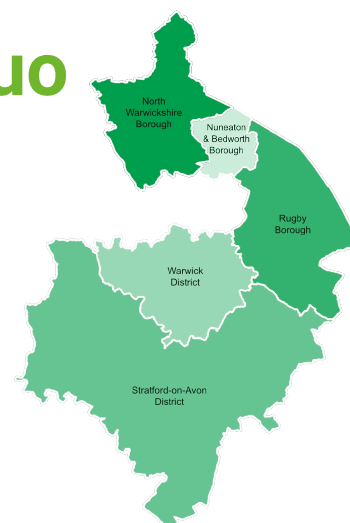 uo
North
Warwickshire
Borough
Nuneaton
& Bedworth
Borough
Rugby
Borough
Warwick
District
Stratford-on-Avon
District